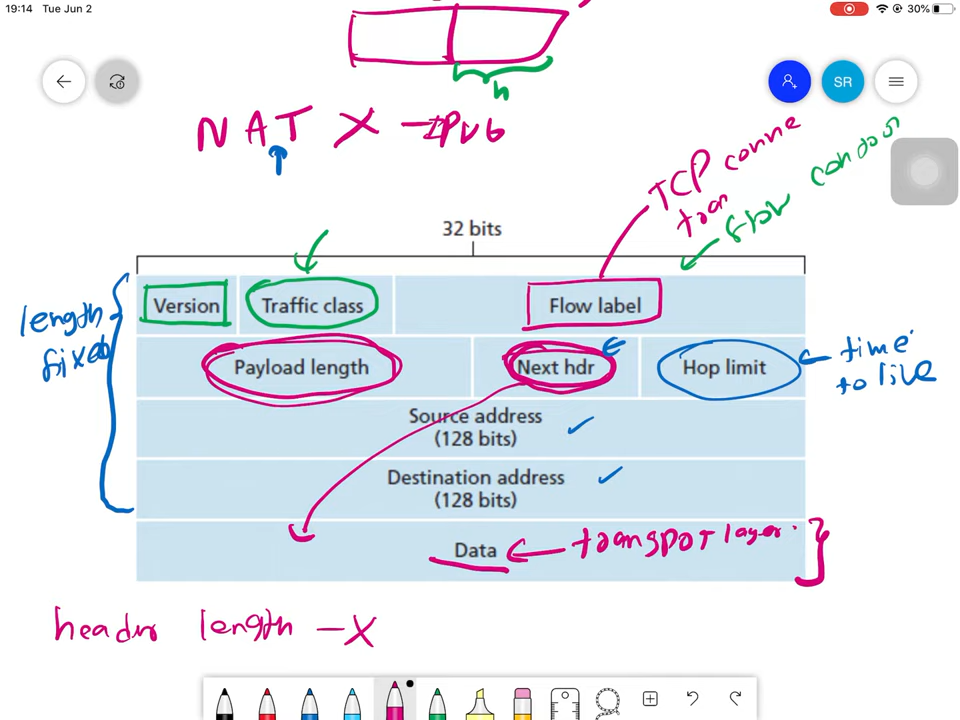 19:14 Tue Jun 2
30%
h
NAT X - IPv6
SR
TCP conne
tran
flow
32 bits
Version Traffic class Flow label
length
fixed
Payload length Next hdr Hop limit
time
to live
Source address
(128 bits)
Destination address
(128 bits)
Data
transport layer
header length - X